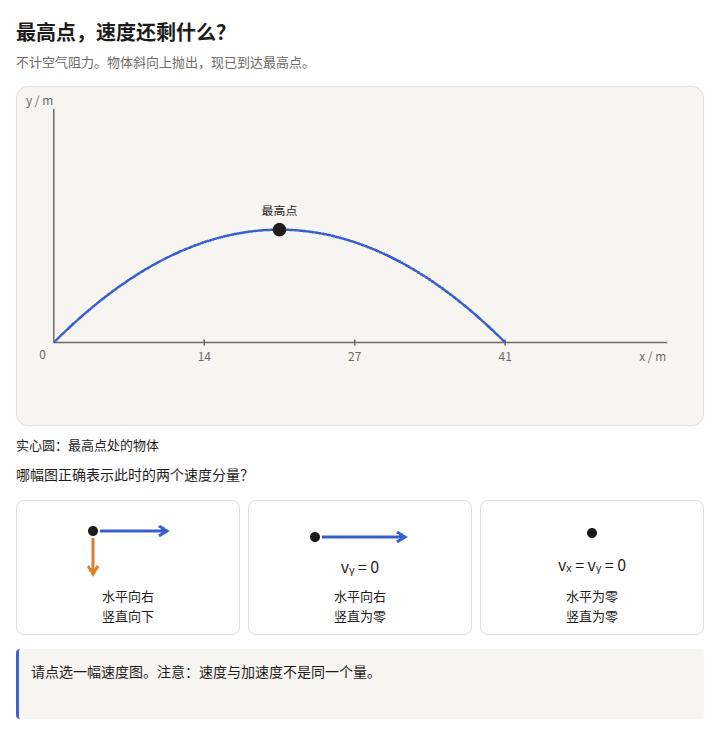 最高点，速度还剩什么？
不计空气阻力。物体斜向上抛出，现已到达最高点。
y / m
最高点
0
14
27
41
x / m
实心圆：最高点处的物体
哪幅图正确表示此时的两个速度分量？
水平向右
竖直向下
vᵧ = 0
水平向右
竖直为零
vₓ = vᵧ = 0
水平为零
竖直为零
请点选一幅速度图。注意：速度与加速度不是同一个量。